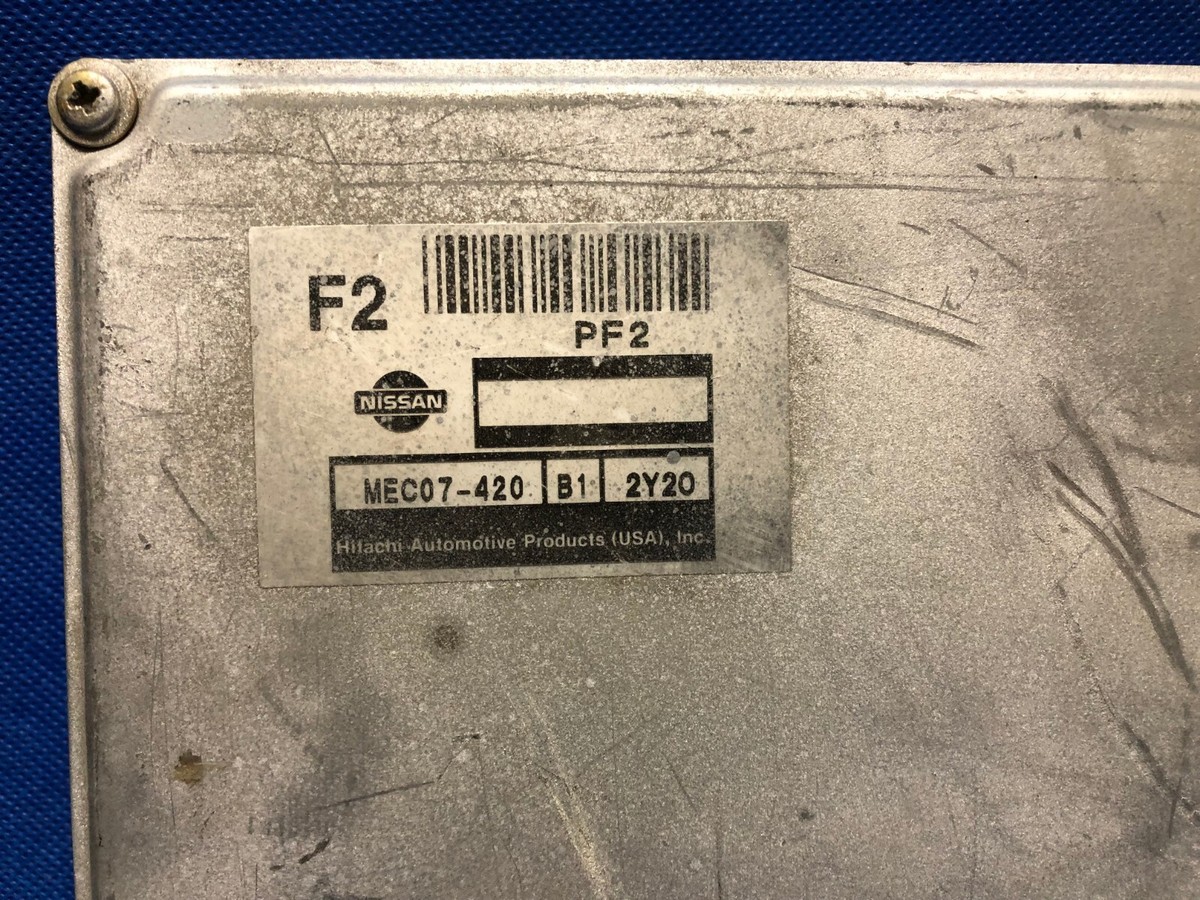 F2
PF2
NISSAN
MEC07-420 B1 2Y20
Hitachi Automotive Products (USA), Inc.